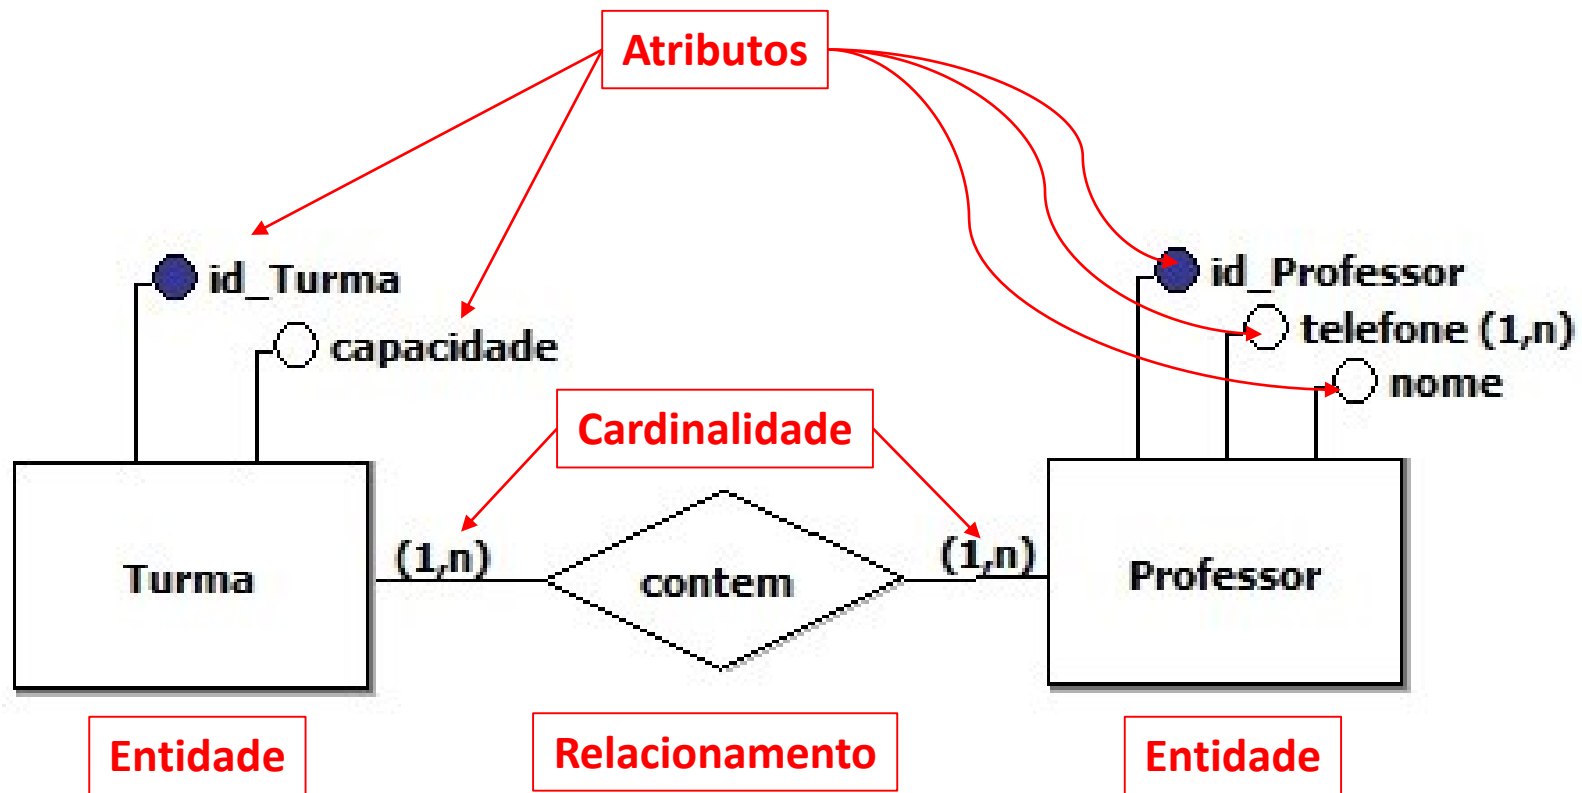 Atributos
id_Turma
capacidade
id_Professor
telefone (1,n)
nome
Cardinalidade
Turma
(1,n)
contem
(1,n)
Professor
Entidade
Relacionamento
Entidade